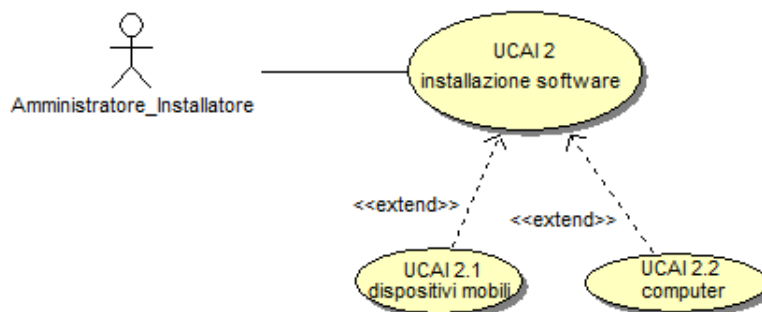 UCAI 2
installazione software
Amministratore_Installatore
<<extend>>
<<extend>>
UCAI 2.1
dispositivi mobili
UCAI 2.2
computer